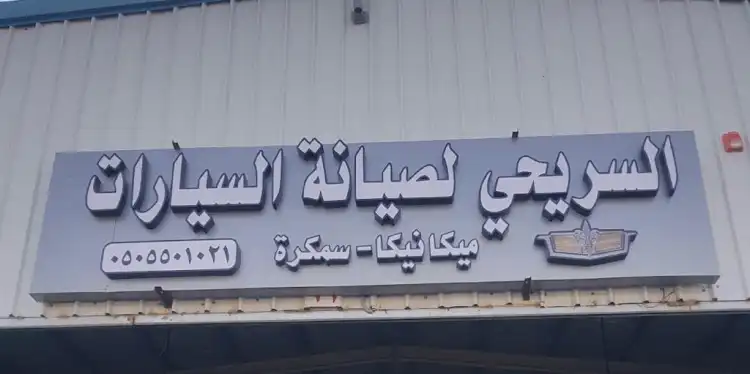 السريحي لصيانة السيارات
ميكانيكا - سمكرة
٠٥٠٥٥٠١٠٢١